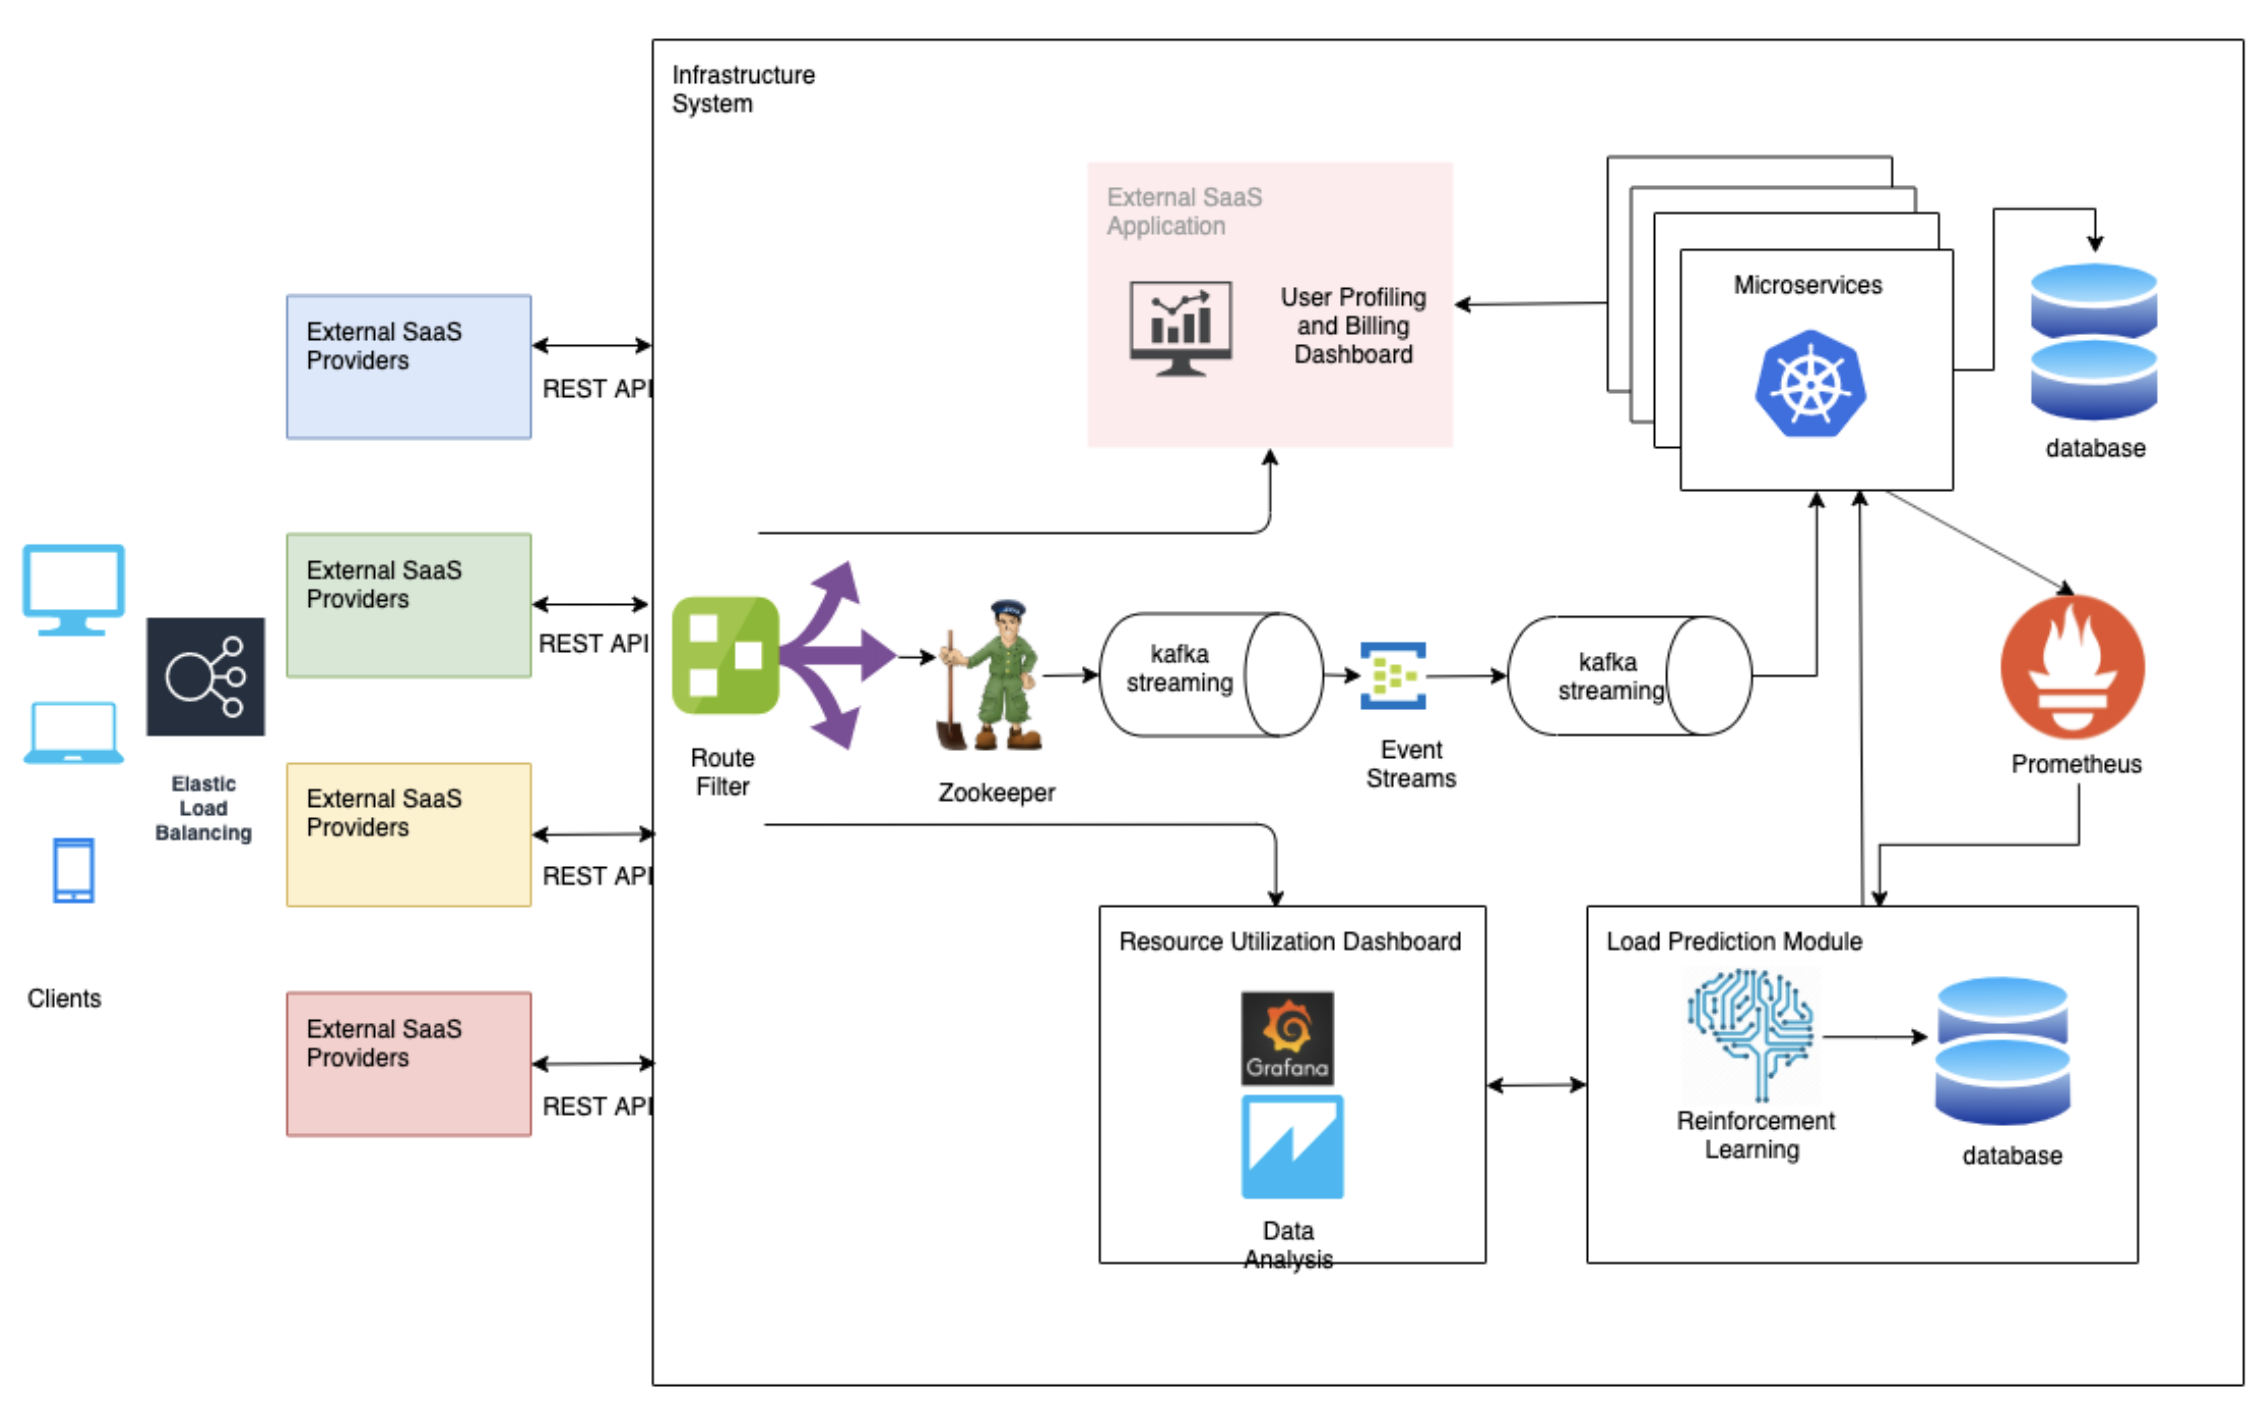 Infrastructure
System
External SaaS
Application
User Profiling
and Billing
Dashboard
Microservices
database
External SaaS
Providers
REST API
External SaaS
Providers
REST API
External SaaS
Providers
REST API
External SaaS
Providers
REST API
Elastic
Load
Balancing
Clients
Route
Filter
Zookeeper
kafka
streaming
Event
Streams
kafka
streaming
Prometheus
Resource Utilization Dashboard
Grafana
Data
Analysis
Load Prediction Module
Reinforcement
Learning
database